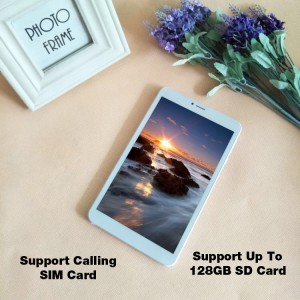 PHOTO
FRAME
Support Calling
SIM Card
Support Up To
128GB SD Card